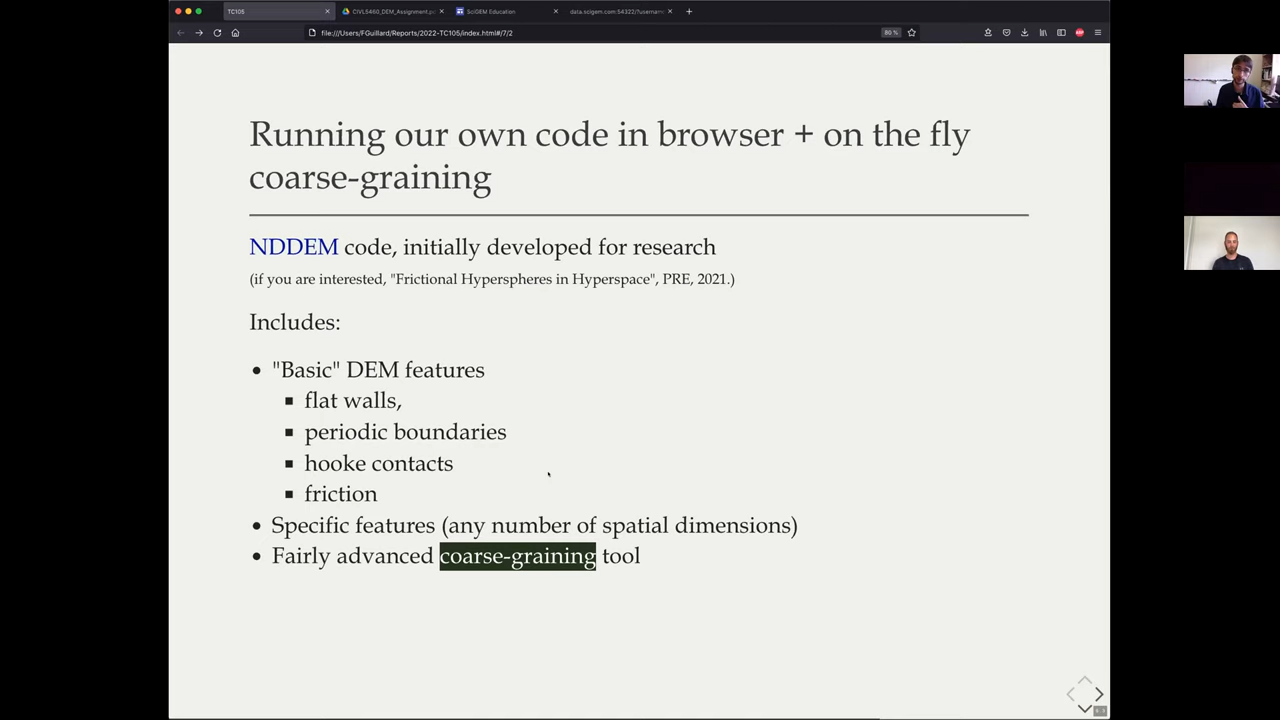 TC105
CIVL5460_DEM_Assignment.p
SciGEM Education
data.scigem.com:54322/?usernam
file:///Users/FGuillard/Reports/2022-TC105/index.html#/7/2
80 %
Running our own code in browser + on the fly
coarse-graining
NDDEM code, initially developed for research
(if you are interested, "Frictional Hyperspheres in Hyperspace", PRE, 2021.)
Includes:
"Basic" DEM features
flat walls,
periodic boundaries
hooke contacts
friction
Specific features (any number of spatial dimensions)
Fairly advanced coarse-graining tool